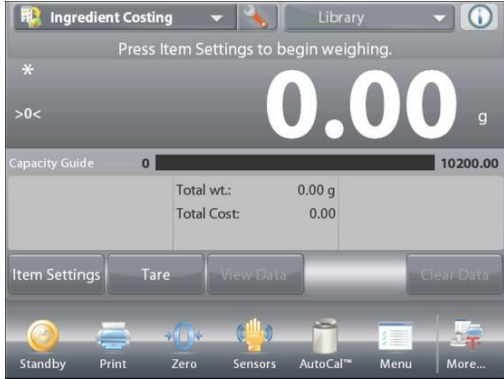 Ingredient Costing
Library
Press Item Settings to begin weighing.
*
>0<
0.00 g
Capacity Guide 0 10200.00
Total wt.: 0.00 g
Total Cost: 0.00
Item Settings Tare View Data Clear Data
Standby Print Zero Sensors AutoCal™ Menu More...